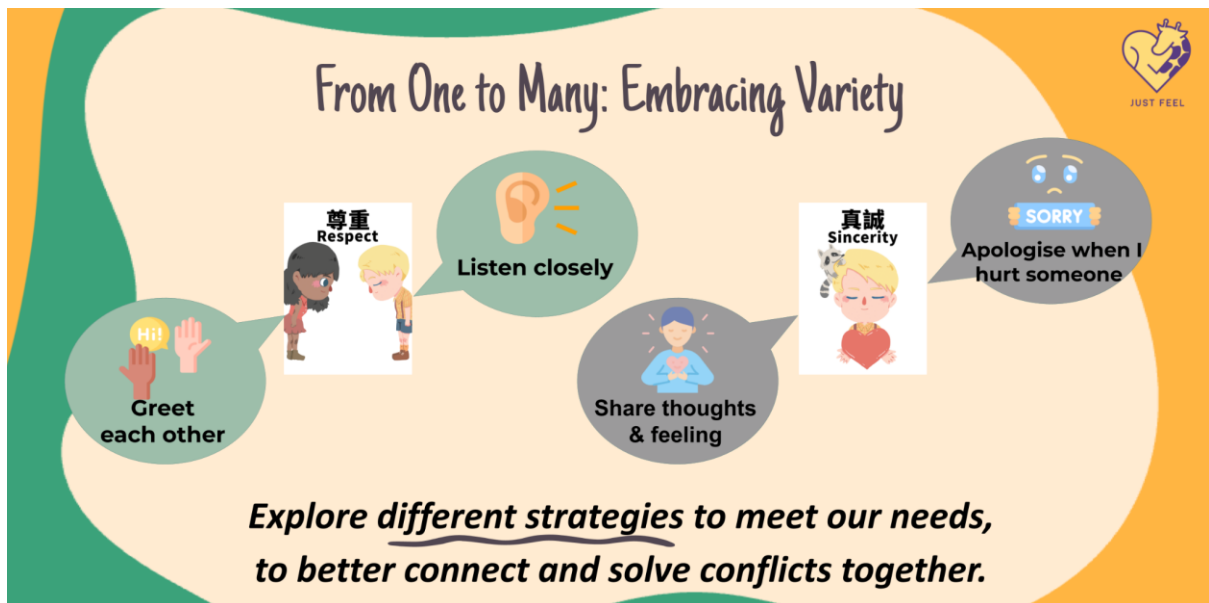 From One to Many: Embracing Variety
JUST FEEL
尊重
Respect
Listen closely
Hi!
Greet
each other
真誠
Sincerity
SORRY
Apologise when I
hurt someone
Share thoughts
& feeling
Explore different strategies to meet our needs,
to better connect and solve conflicts together.